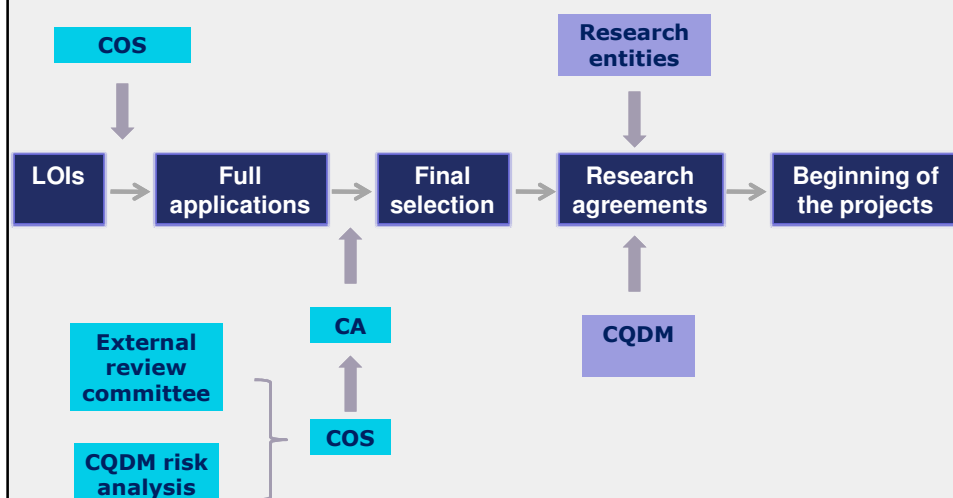 COS
Research
entities
LOIs
Full
applications
Final
selection
Research
agreements
Beginning of
the projects
CA
CQDM
External
review
committee
COS
CQDM risk
analysis